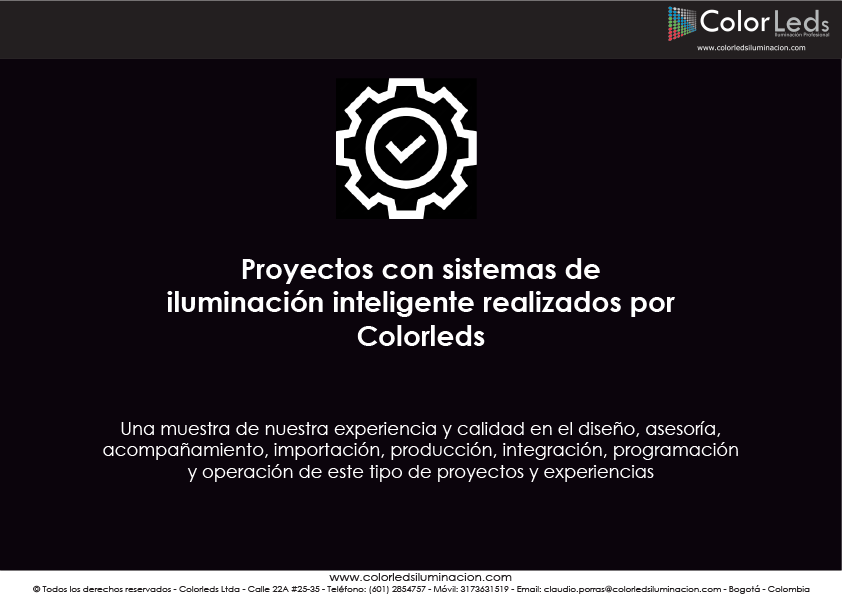 ColorLeds
Iluminación Profesional
www.colorledsiluminacion.com
Proyectos con sistemas de
iluminación inteligente realizados por
Colorleds
Una muestra de nuestra experiencia y calidad en el diseño, asesoría,
acompañamiento, importación, producción, integración, programación
y operación de este tipo de proyectos y experiencias
www.colorledsiluminacion.com
© Todos los derechos reservados - Colorleds Ltda - Calle 22A #25-35 - Teléfono: (601) 2854757 - Móvil: 3173631519 - Email: claudio.porras@colorledsiluminacion.com - Bogotá - Colombia